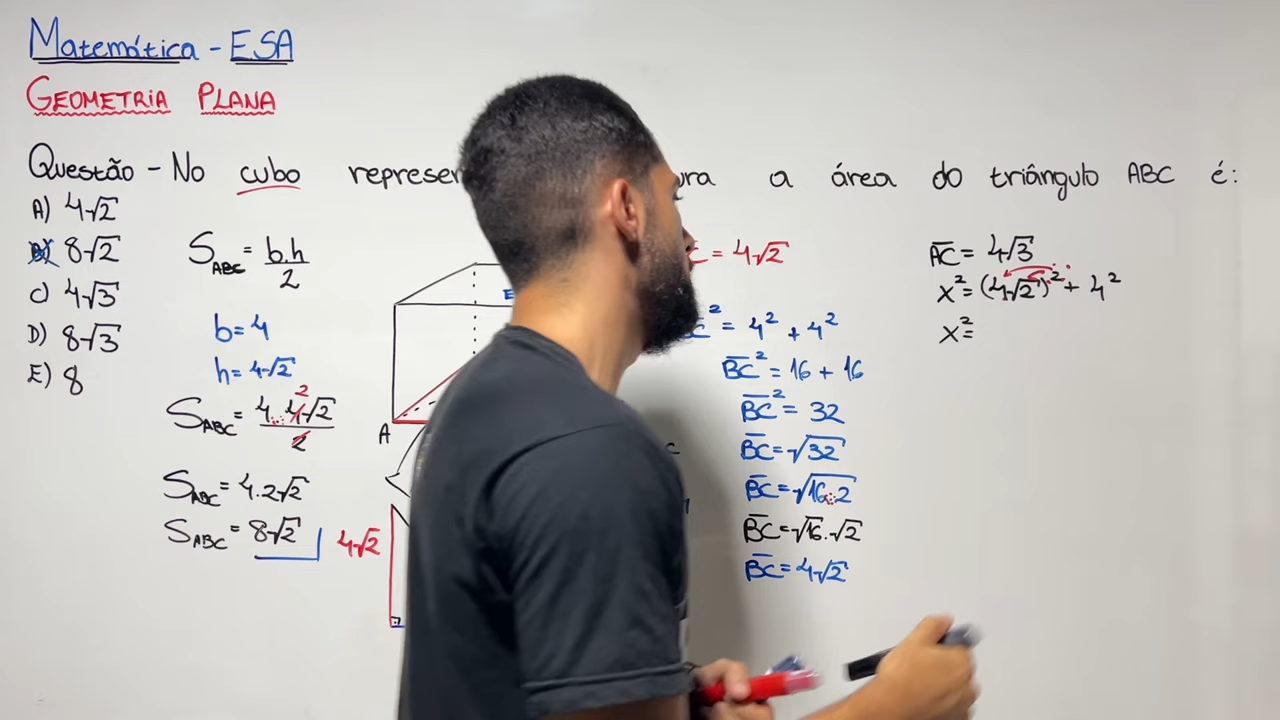 Matemática - ESA
GEOMETRIA PLANA
Questão - No cubo a área do triângulo ABC é:
A) 4√2
B) 8√2
C) 4√3
D) 8√3
E) 8
S_ABC = b.h / 2
b = 4
h = 4√2
S_ABC = 4 . 4√2 / 2
2
S_ABC = 4.2√2
S_ABC = 8√2
4√2
A
E
= 4√2
² = 4² + 4²
BC² = 16 + 16
BC² = 32
BC = √32
BC = √16.2
BC = √16.√2
BC = 4√2
AC = 4√3
x² = (4√2)² + 4²
x² =